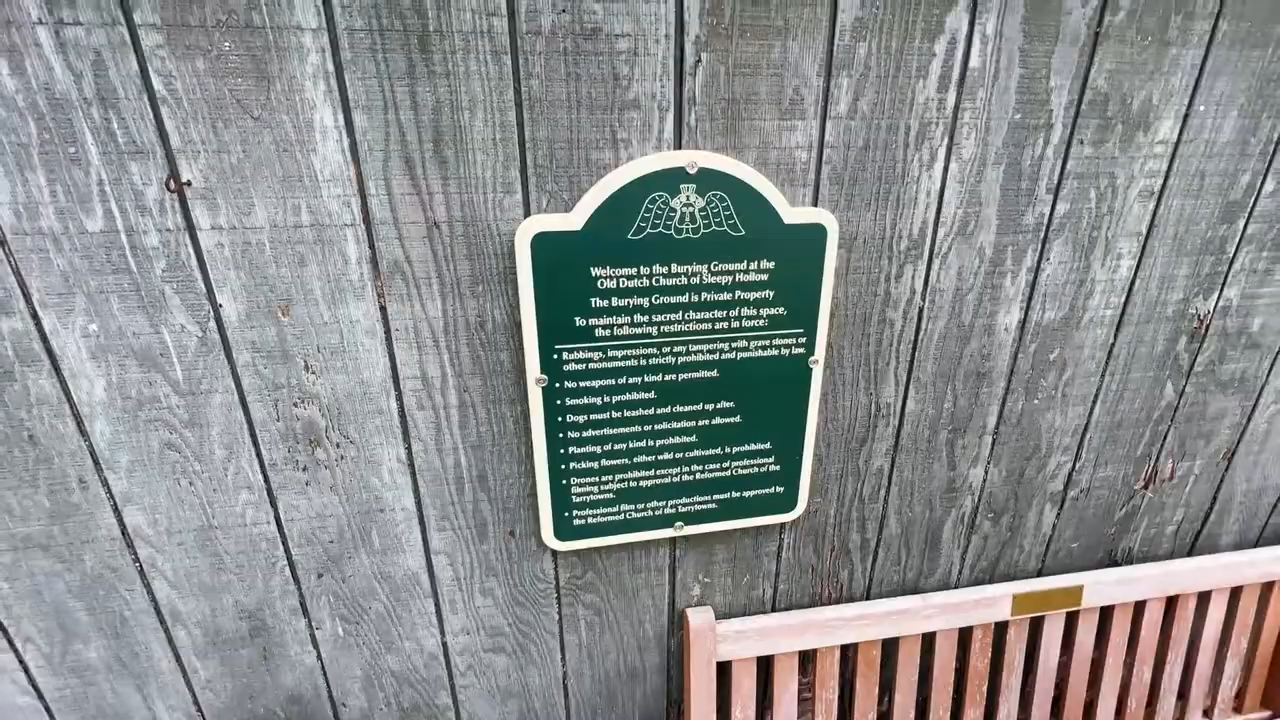 Welcome to the Burying Ground at the
Old Dutch Church of Sleepy Hollow
The Burying Ground is Private Property
To maintain the sacred character of this space,
the following restrictions are in force:
• Rubbings, impressions, or any tampering with grave stones or
other monuments is strictly prohibited and punishable by law.
• No weapons of any kind are permitted.
• Smoking is prohibited.
• Dogs must be leashed and cleaned up after.
• No advertisements or solicitation are allowed.
• Planting of any kind is prohibited.
• Picking flowers, either wild or cultivated, is prohibited.
• Drones are prohibited except in the case of professional
filming subject to approval of the Reformed Church of the
Tarrytowns.
• Professional film or other productions must be approved by
the Reformed Church of the Tarrytowns.